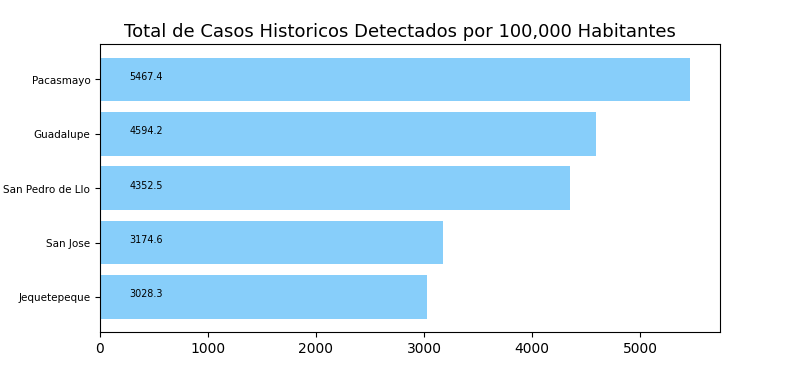 Total de Casos Historicos Detectados por 100,000 Habitantes
Pacasmayo 5467.4
Guadalupe 4594.2
San Pedro de Llo 4352.5
San Jose 3174.6
Jequetepeque 3028.3
0 1000 2000 3000 4000 5000